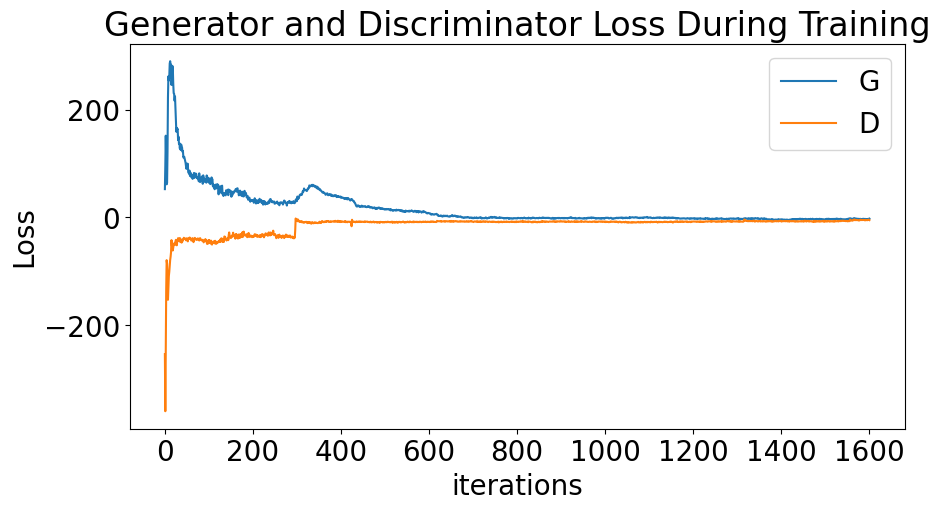 Generator and Discriminator Loss During Training
G
D
Loss
200
0
−200
0 200 400 600 800 1000 1200 1400 1600
iterations